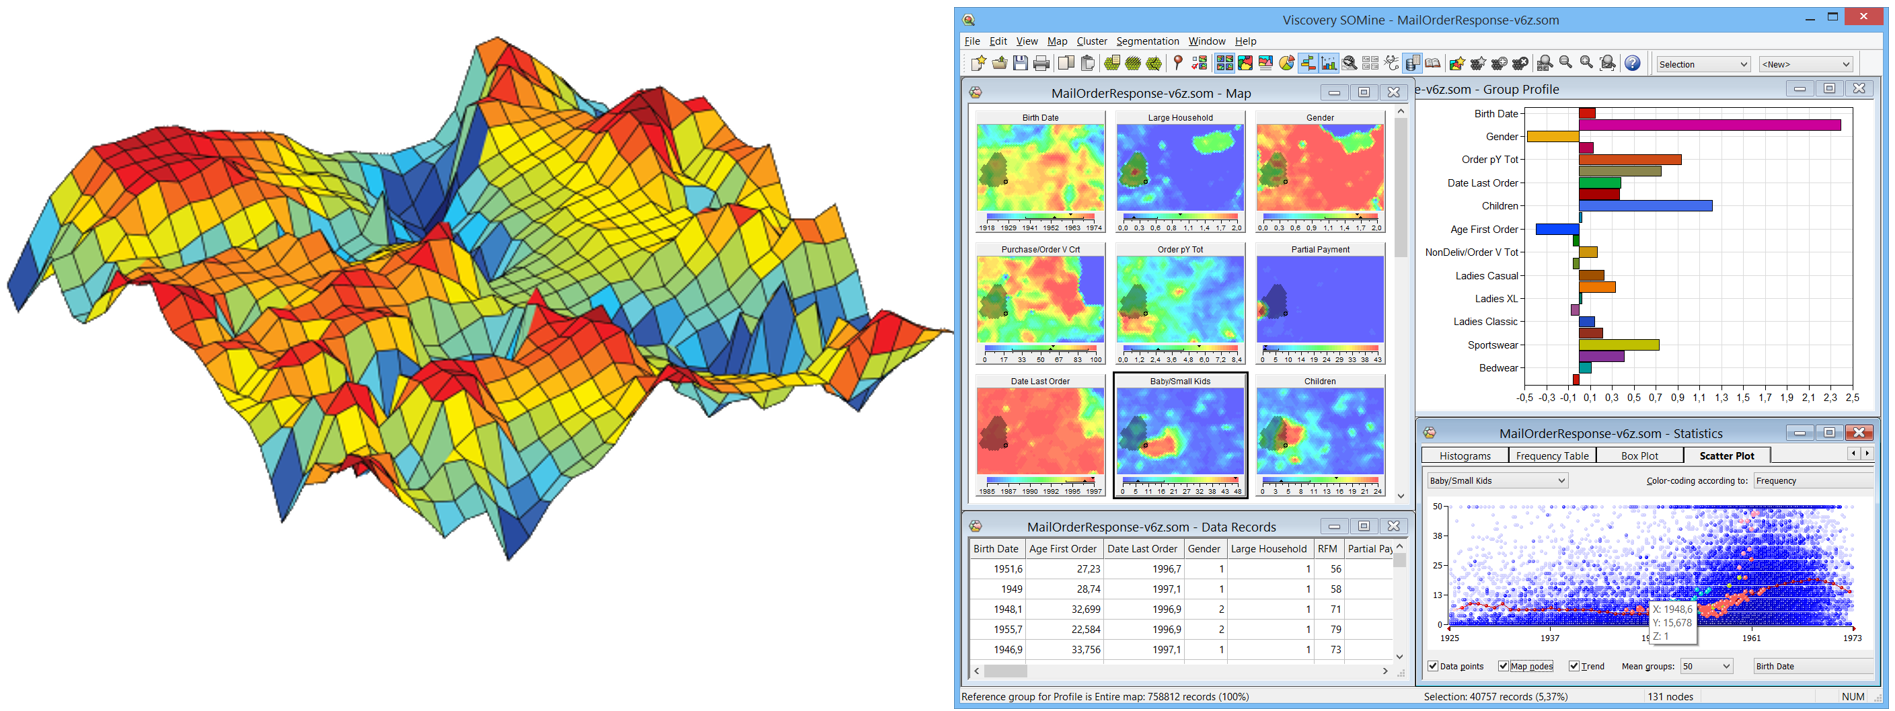 Viscovery SOMine - MailOrderResponse-v6z.som
File Edit View Map Cluster Segmentation Window Help
Selection <New>
MailOrderResponse-v6z.som - Map
Birth Date Large Household Gender
1918 1929 1941 1952 1963 1974 0,0 0,3 0,6 1,1 1,4 1,7 2,0 0,0 0,3 0,6 1,1 1,4 1,7 2,0
Purchase/Order V Crt Order pY Tot Partial Payment
0 17 33 67 83 100 0,0 1,2 2,4 3,6 4,8 6,0 7,2 8,4 0 5 10 16 21 27 32 38 43
Date Last Order Baby/Small Kids Children
1985 1987 1990 1992 1995 1997 0 5 11 16 21 27 32 37 43 48 0 3 7 10 14 17 21 24
e-v6z.som - Group Profile
Birth Date
Gender
Order pY Tot
Date Last Order
Children
Age First Order
NonDeliv/Order V Tot
Ladies Casual
Ladies XL
Ladies Classic
Sportswear
Bedwear
-0,5 -0,3 -0,1 0,1 0,3 0,5 0,7 0,9 1,1 1,3 1,5 1,7 1,9 2,1 2,3 2,5
MailOrderResponse-v6z.som - Data Records
Birth Date Age First Order Date Last Order Gender Large Household RFM Partial Pay
1951,6 27,23 1996,7 1 1 56
1949 28,74 1997,1 1 1 58
1948,1 32,699 1996,9 2 1 71
1955,7 22,584 1996,9 2 1 79
1946,9 33,756 1997,1 1 1 73
MailOrderResponse-v6z.som - Statistics
Histograms Frequency Table Box Plot Scatter Plot
Baby/Small Kids Color-coding according to: Frequency
50
38
25
13
0
X: 1948,6
Y: 15,678
Z: 1
1925 1937 1961 1973
Data points Map nodes Trend Mean groups: 50 Birth Date
Reference group for Profile is Entire map: 758812 records (100%) Selection: 40757 records (5,37%) 131 nodes NUM